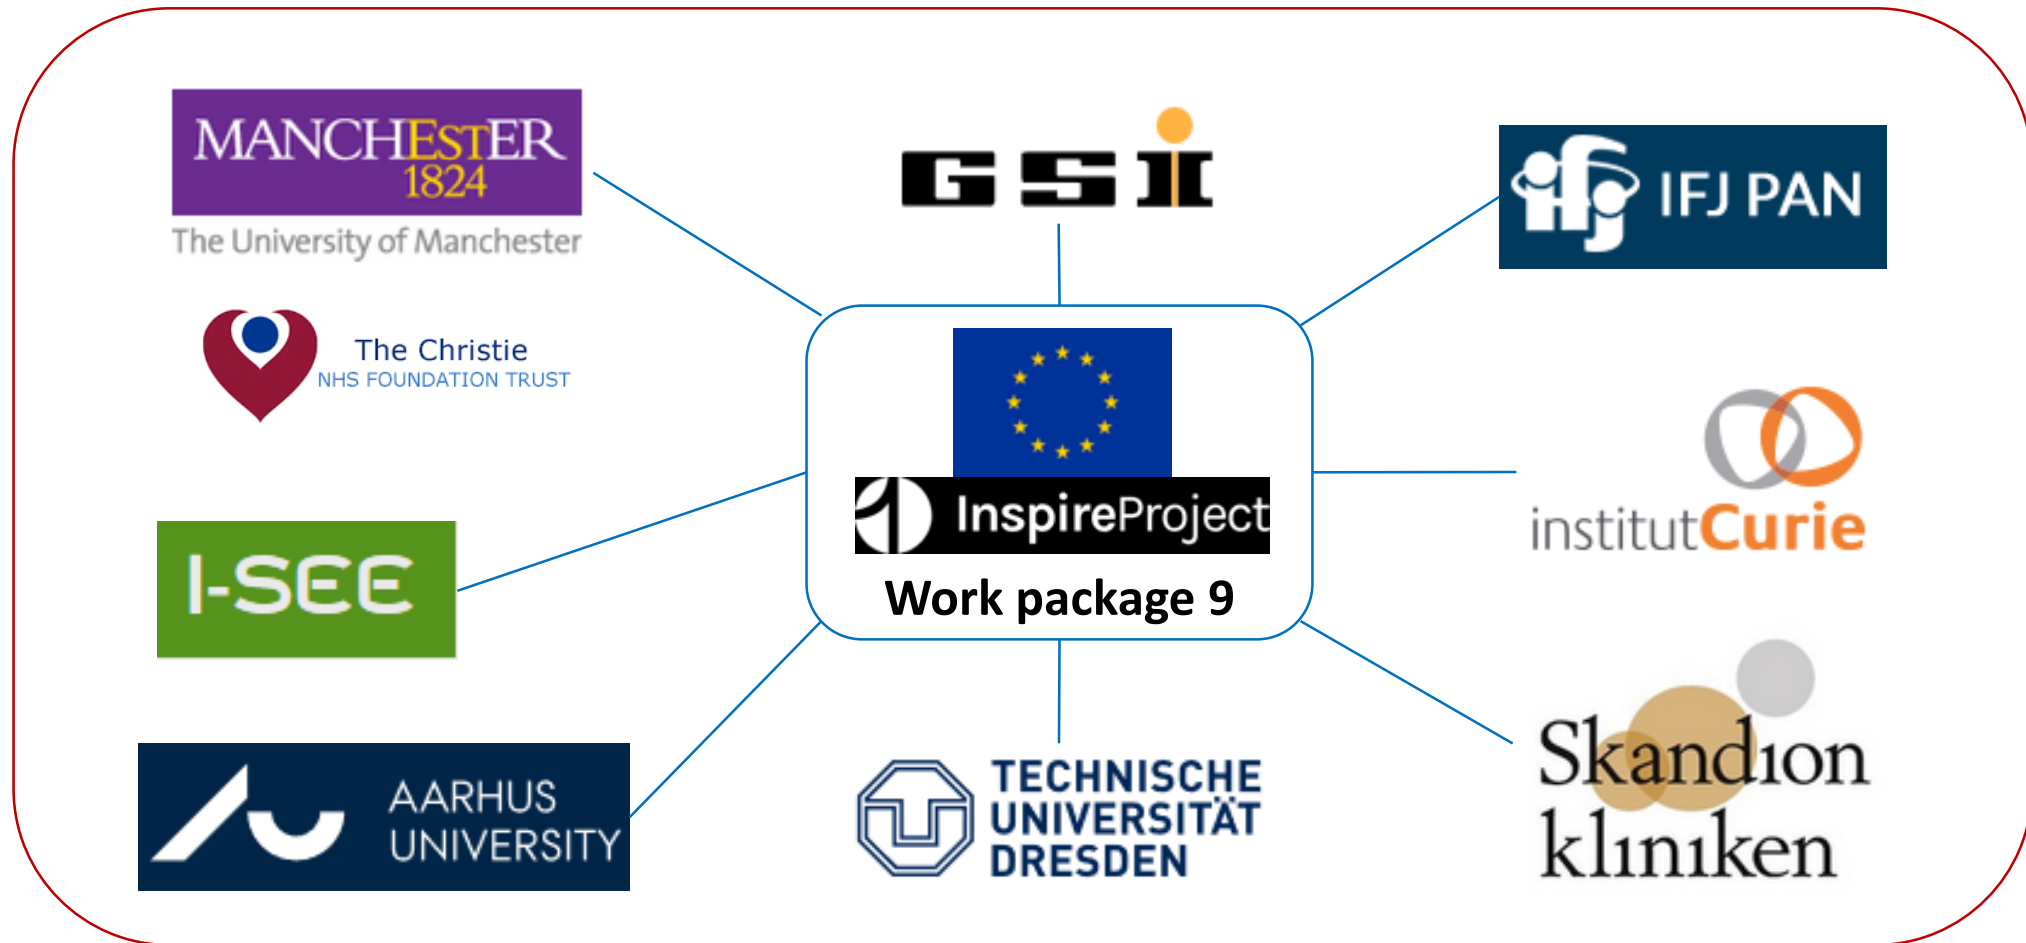 MANCHESTER
1824
The University of Manchester
GSI
ifj IFJ PAN
The Christie
NHS FOUNDATION TRUST
InspireProject
Work package 9
institutCurie
I-SEE
AARHUS
UNIVERSITY
TECHNISCHE
UNIVERSITÄT
DRESDEN
Skandion
kliniken